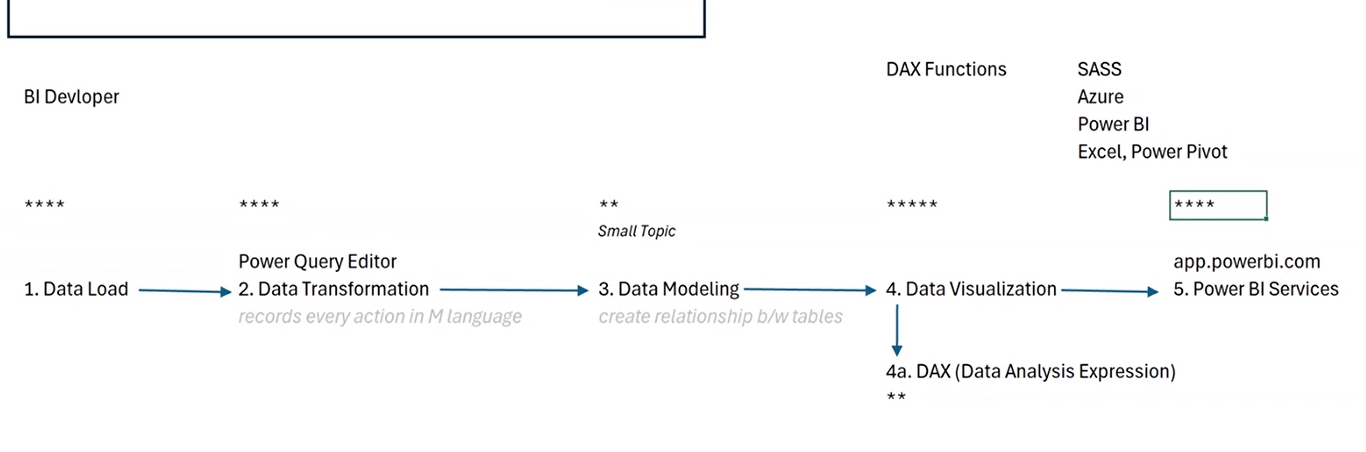 DAX Functions
SASS
BI Devloper
Azure
Power BI
Excel, Power Pivot
****
****
**
*****
****
Small Topic
Power Query Editor
app.powerbi.com
1. Data Load
2. Data Transformation
3. Data Modeling
4. Data Visualization
5. Power BI Services
records every action in M language
create relationship b/w tables
4a. DAX (Data Analysis Expression)
**